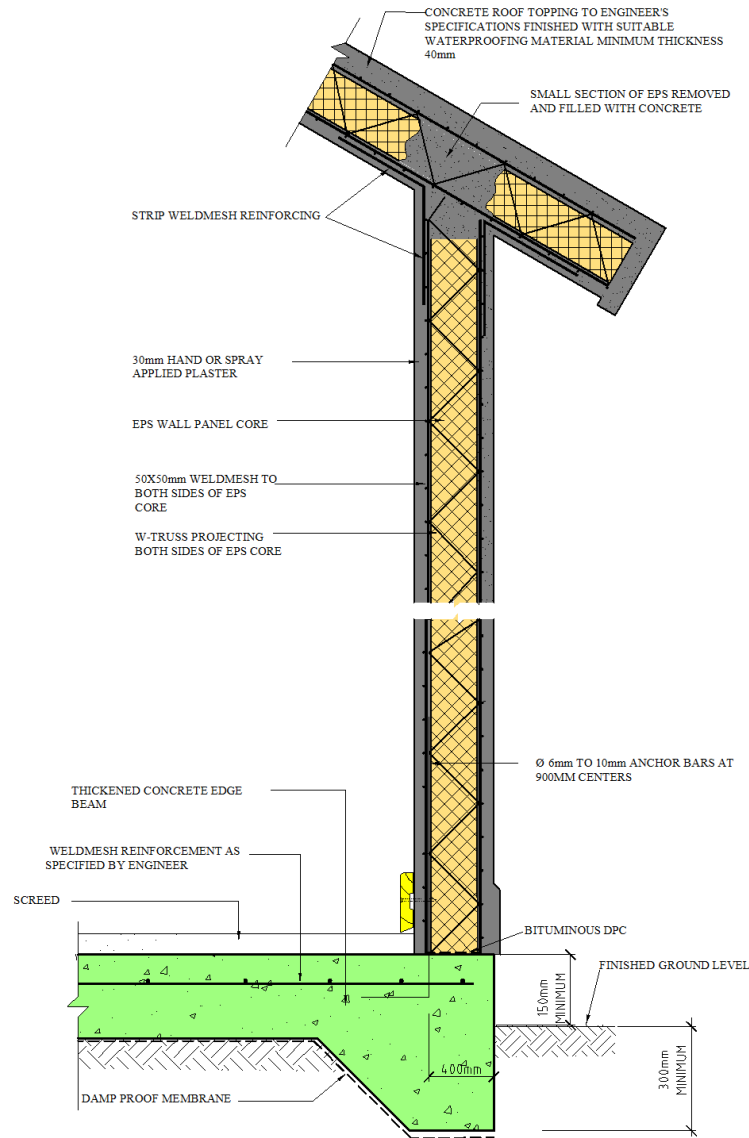 CONCRETE ROOF TOPPING TO ENGINEER'S
SPECIFICATIONS FINISHED WITH SUITABLE
WATERPROOFING MATERIAL MINIMUM THICKNESS
40mm
SMALL SECTION OF EPS REMOVED
AND FILLED WITH CONCRETE
STRIP WELDMESH REINFORCING
30mm HAND OR SPRAY
APPLIED PLASTER
EPS WALL PANEL CORE
50X50mm WELDMESH TO
BOTH SIDES OF EPS
CORE
W-TRUSS PROJECTING
BOTH SIDES OF EPS CORE
Ø 6mm TO 10mm ANCHOR BARS AT
900MM CENTERS
THICKENED CONCRETE EDGE
BEAM
WELDMESH REINFORCEMENT AS
SPECIFIED BY ENGINEER
SCREED
BITUMINOUS DPC
FINISHED GROUND LEVEL
150mm
MINIMUM
400mm
300mm
MINIMUM
DAMP PROOF MEMBRANE